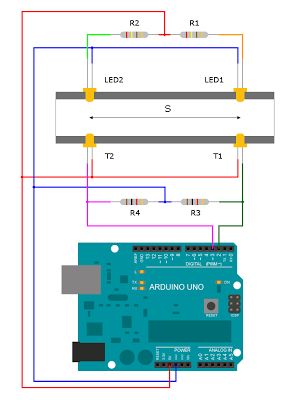 R2 R1
LED2 LED1
S
T2 T1
R4 R3
DIGITAL (PWM~)
L
TX
RX
ON
ARDUINO UNO
RESET
ICSP
POWER ANALOG IN